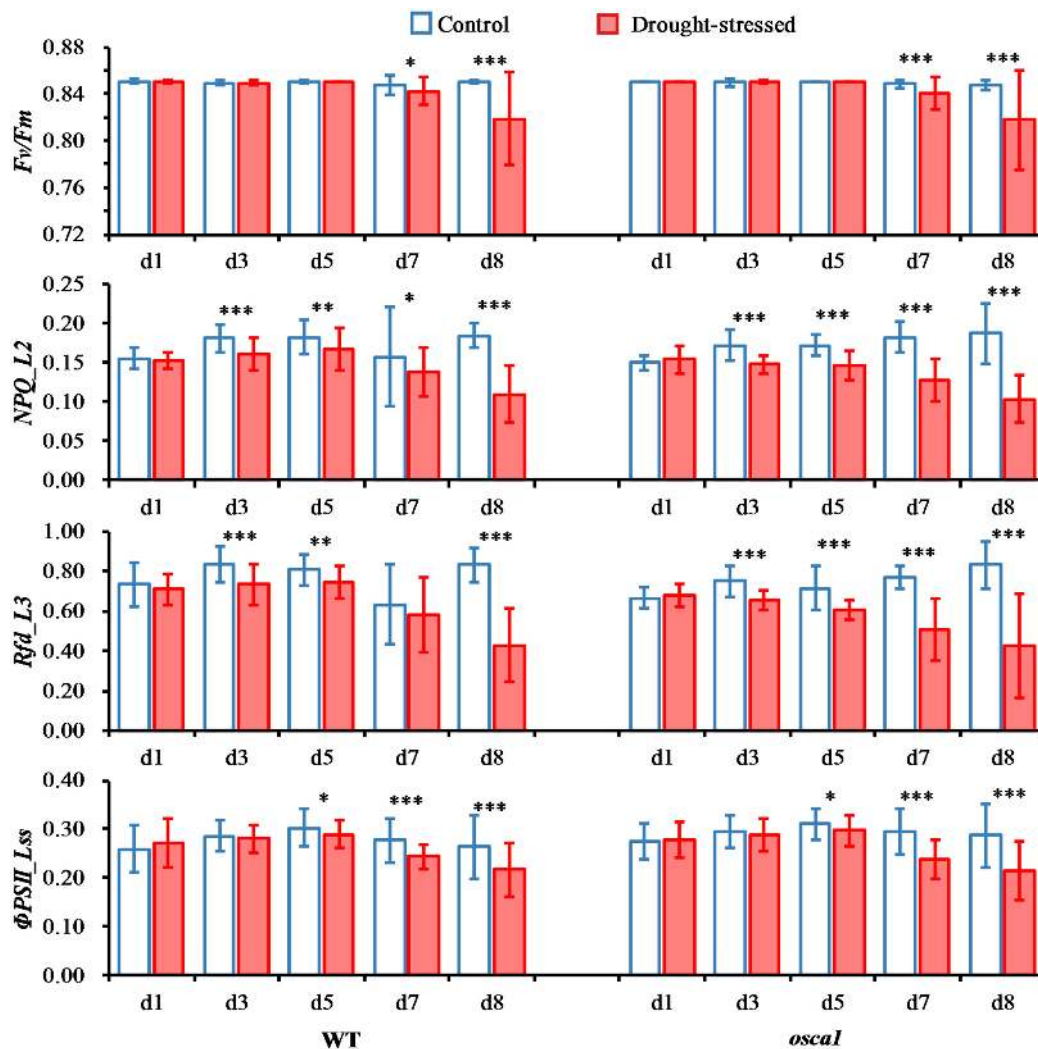 Control Drought-stressed
0.88
0.84
0.80
0.76
0.72
Fv/Fm
* *** *** ***
d1 d3 d5 d7 d8 d1 d3 d5 d7 d8
0.25
0.20
0.15
0.10
0.05
0.00
NPQ_L2
*** ** * *** *** *** *** ***
d1 d3 d5 d7 d8 d1 d3 d5 d7 d8
1.00
0.80
0.60
0.40
0.20
0.00
Rfd_L3
*** ** *** *** *** *** ***
d1 d3 d5 d7 d8 d1 d3 d5 d7 d8
0.40
0.30
0.20
0.10
0.00
ΦPSII_Lss
* *** *** * *** ***
d1 d3 d5 d7 d8 d1 d3 d5 d7 d8
WT osca1